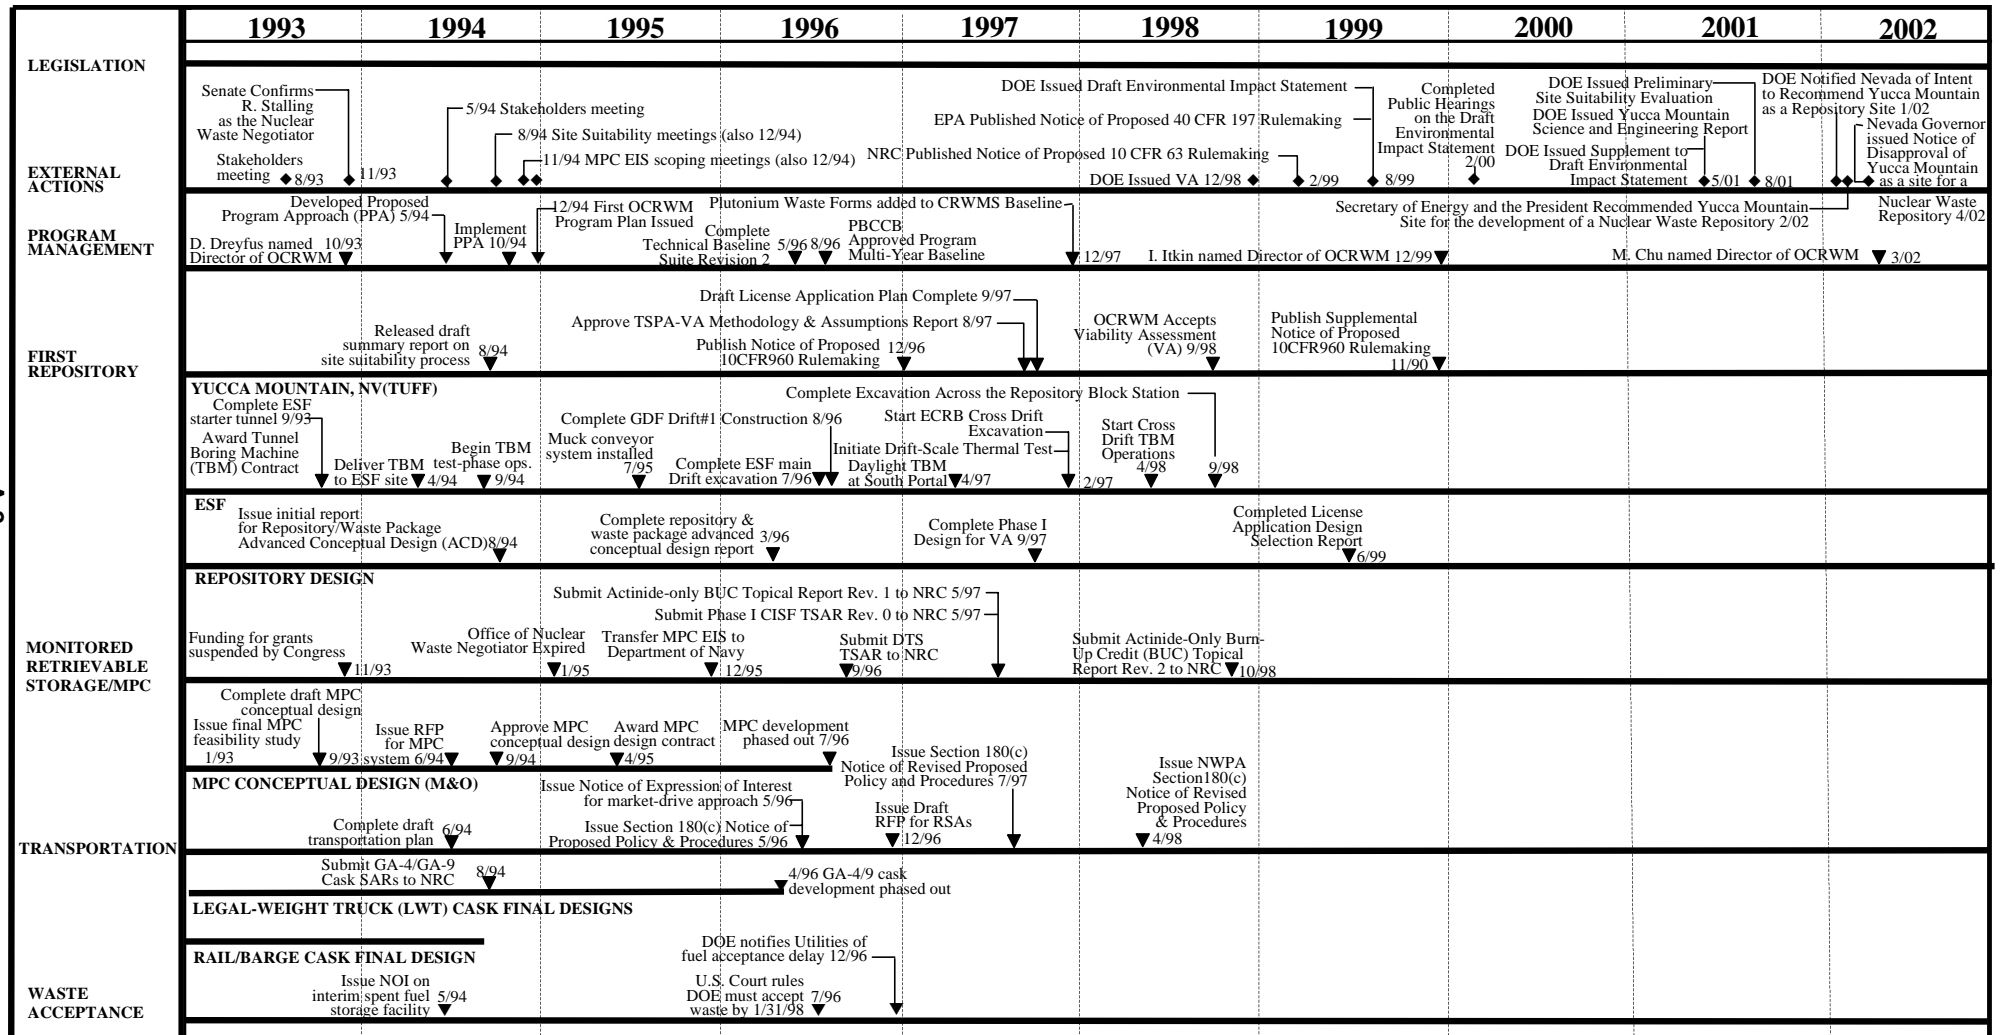 1993 1994 1995 1996 1997 1998 1999 2000 2001 2002
LEGISLATION
EXTERNAL
ACTIONS
Senate Confirms
R. Stalling
as the Nuclear
Waste Negotiator
11/93
Stakeholders
meeting
8/93
5/94 Stakeholders meeting
8/94 Site Suitability meetings (also 12/94)
11/94 MPC EIS scoping meetings (also 12/94)
DOE Issued Draft Environmental Impact Statement
EPA Published Notice of Proposed 40 CFR 197 Rulemaking
NRC Published Notice of Proposed 10 CFR 63 Rulemaking
DOE Issued VA 12/98
2/99
8/99
Completed
Public Hearings
on the Draft
Environmental
Impact Statement
2/00
DOE Issued Preliminary
Site Suitability Evaluation
DOE Issued Yucca Mountain
Science and Engineering Report
DOE Issued Supplement to
Draft Environmental
Impact Statement
5/01
8/01
DOE Notified Nevada of Intent
to Recommend Yucca Mountain
as a Repository Site 1/02
Nevada Governor
issued Notice of
Disapproval of
Yucca Mountain
as a site for a
Nuclear Waste
Repository 4/02
PROGRAM
MANAGEMENT
Developed Proposed
Program Approach (PPA) 5/94
D. Dreyfus named 10/93
Director of OCRWM
Implement
PPA 10/94
12/94 First OCRWM
Program Plan Issued
Complete
Technical Baseline
Suite Revision 2
5/96
8/96
PBCCB
Approved Program
Multi-Year Baseline
Plutonium Waste Forms added to CRWMS Baseline
12/97
I. Itkin named Director of OCRWM 12/99
Secretary of Energy and the President Recommended Yucca Mountain
Site for the development of a Nuclear Waste Repository 2/02
M. Chu named Director of OCRWM
3/02
FIRST
REPOSITORY
Released draft
summary report on
site suitability process
8/94
Draft License Application Plan Complete 9/97
Approve TSPA-VA Methodology & Assumptions Report 8/97
Publish Notice of Proposed
10CFR960 Rulemaking
12/96
OCRWM Accepts
Viability Assessment
(VA) 9/98
Publish Supplemental
Notice of Proposed
10CFR960 Rulemaking
11/90
YUCCA MOUNTAIN, NV(TUFF)
Complete ESF
starter tunnel 9/93
Award Tunnel
Boring Machine
(TBM) Contract
Deliver TBM
to ESF site
4/94
Begin TBM
test-phase ops.
9/94
Complete GDF Drift#1 Construction 8/96
Muck conveyor
system installed
7/95
Complete ESF main
Drift excavation 7/96
Complete Excavation Across the Repository Block Station
Start ECRB Cross Drift
Excavation
Initiate Drift-Scale Thermal Test
Daylight TBM
at South Portal
4/97
2/97
Start Cross
Drift TBM
Operations
4/98
9/98
ESF
Issue initial report
for Repository/Waste Package
Advanced Conceptual Design (ACD)8/94
Complete repository &
waste package advanced
conceptual design report
3/96
Complete Phase I
Design for VA 9/97
Completed License
Application Design
Selection Report
6/99
REPOSITORY DESIGN
MONITORED
RETRIEVABLE
STORAGE/MPC
Submit Actinide-only BUC Topical Report Rev. 1 to NRC 5/97
Submit Phase I CISF TSAR Rev. 0 to NRC 5/97
Funding for grants
suspended by Congress
11/93
Office of Nuclear
Waste Negotiator Expired
1/95
Transfer MPC EIS to
Department of Navy
12/95
Submit DTS
TSAR to NRC
9/96
Submit Actinide-Only Burn-
Up Credit (BUC) Topical
Report Rev. 2 to NRC
10/98
Complete draft MPC
conceptual design
Issue final MPC
feasibility study
1/93
9/93
Issue RFP
for MPC
system 6/94
Approve MPC
conceptual design
9/94
Award MPC
design contract
4/95
MPC development
phased out 7/96
MPC CONCEPTUAL DESIGN (M&O)
TRANSPORTATION
Complete draft
transportation plan
6/94
Issue Notice of Expression of Interest
for market-drive approach 5/96
Issue Section 180(c) Notice of
Proposed Policy & Procedures 5/96
Issue Draft
RFP for RSAs
12/96
Issue Section 180(c)
Notice of Revised Proposed
Policy and Procedures 7/97
Issue NWPA
Section180(c)
Notice of Revised
Proposed Policy
& Procedures
4/98
Submit GA-4/GA-9
Cask SARs to NRC
8/94
4/96 GA-4/9 cask
development phased out
LEGAL-WEIGHT TRUCK (LWT) CASK FINAL DESIGNS
RAIL/BARGE CASK FINAL DESIGN
WASTE
ACCEPTANCE
Issue NOI on
interim spent fuel
storage facility
5/94
DOE notifies Utilities of
fuel acceptance delay 12/96
U.S. Court rules
DOE must accept
waste by 1/31/98
7/96